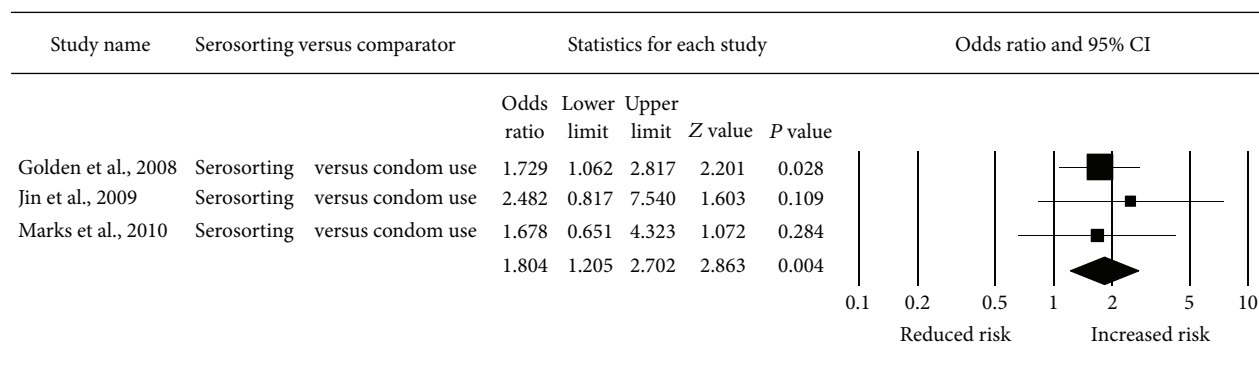 Study name Serosorting versus comparator Statistics for each study Odds ratio and 95% CI
Odds Lower Upper
ratio limit limit Z value P value
Golden et al., 2008 Serosorting versus condom use 1.729 1.062 2.817 2.201 0.028
Jin et al., 2009 Serosorting versus condom use 2.482 0.817 7.540 1.603 0.109
Marks et al., 2010 Serosorting versus condom use 1.678 0.651 4.323 1.072 0.284
1.804 1.205 2.702 2.863 0.004
0.1 0.2 0.5 1 2 5 10
Reduced risk Increased risk